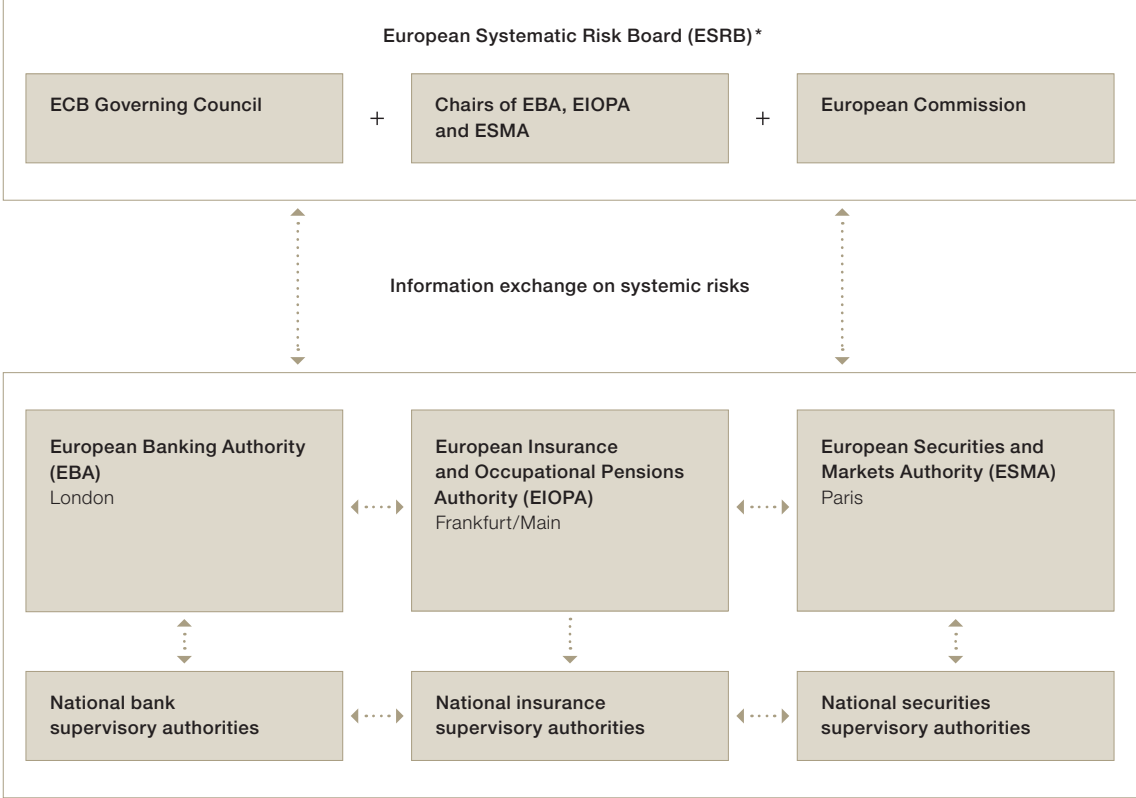 European Systematic Risk Board (ESRB)*
ECB Governing Council
+
Chairs of EBA, EIOPA
and ESMA
+
European Commission
Information exchange on systemic risks
European Banking Authority
(EBA)
London
European Insurance
and Occupational Pensions
Authority (EIOPA)
Frankfurt/Main
European Securities and
Markets Authority (ESMA)
Paris
National bank
supervisory authorities
National insurance
supervisory authorities
National securities
supervisory authorities